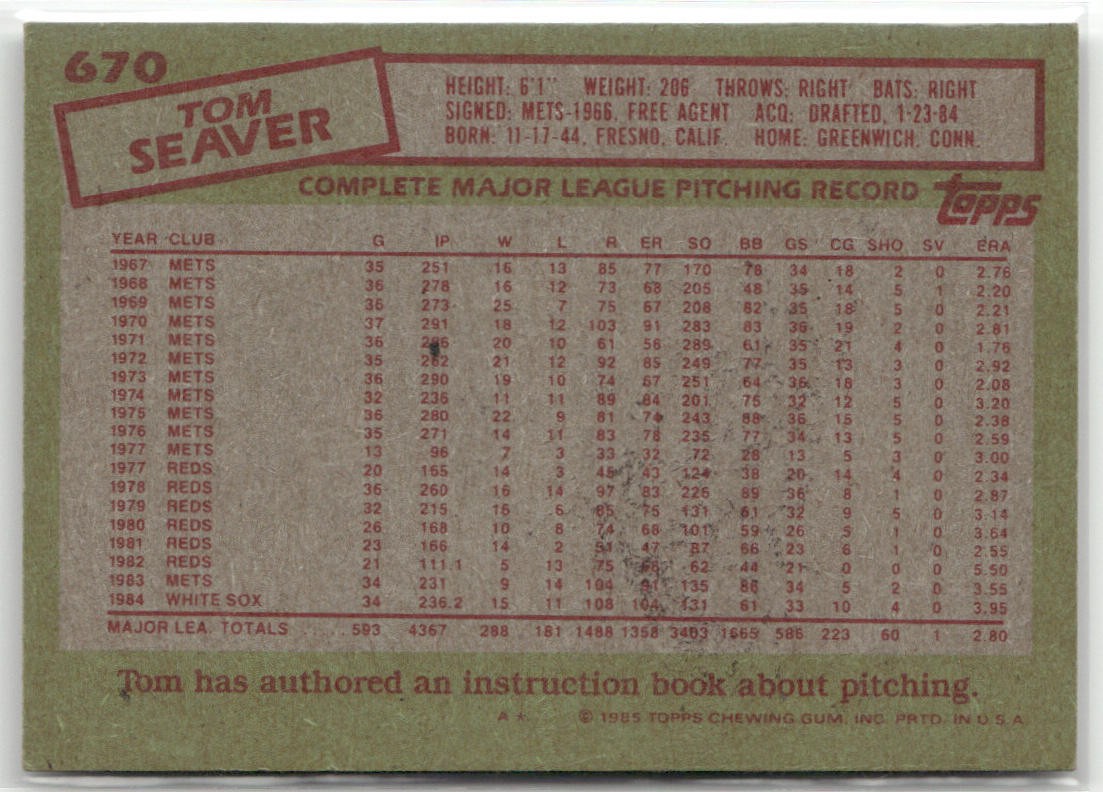 670
TOM
SEAVER
HEIGHT: 6'1" WEIGHT: 206 THROWS: RIGHT BATS: RIGHT
SIGNED: METS-1966, FREE AGENT ACQ: DRAFTED, 1-23-84
BORN: 11-17-44, FRESNO, CALIF. HOME: GREENWICH, CONN.
COMPLETE MAJOR LEAGUE PITCHING RECORD
topps
YEAR CLUB G IP W L R ER SO BB GS CG SHO SV ERA
1967 METS 35 251 16 13 85 77 170 78 34 18 2 0 2.76
1968 METS 36 278 16 12 73 68 205 48 35 14 5 1 2.20
1969 METS 36 273 25 7 75 67 208 82 35 18 5 0 2.21
1970 METS 37 291 18 12 103 91 283 83 36 19 2 0 2.81
1971 METS 36 20 10 61 56 289 61 35 21 4 0 1.76
1972 METS 35 262 21 12 92 85 249 77 35 13 3 0 2.92
1973 METS 36 290 19 10 74 67 251 64 36 18 3 0 2.08
1974 METS 32 236 11 11 89 84 201 75 32 12 5 0 3.20
1975 METS 36 280 22 9 81 74 243 88 36 15 5 0 2.38
1976 METS 35 271 14 11 83 78 235 77 34 13 5 0 2.59
1977 METS 13 96 7 3 33 32 72 28 13 5 3 0 3.00
1977 REDS 20 165 14 3 45 43 124 38 20 14 4 0 2.34
1978 REDS 36 260 16 14 97 83 226 89 36 8 1 0 2.87
1979 REDS 32 215 16 6 85 75 131 61 32 9 5 0 3.14
1980 REDS 26 168 10 8 74 68 101 59 26 5 1 0 3.64
1981 REDS 23 166 14 2 51 47 87 66 23 6 1 0 2.55
1982 REDS 21 111.1 5 13 75 68 62 44 21 0 0 0 5.50
1983 METS 34 231 9 14 104 91 135 86 34 5 2 0 3.55
1984 WHITE SOX 34 236.2 15 11 108 104 131 61 33 10 4 0 3.95
MAJOR LEA. TOTALS ..... 593 4367 288 181 1488 1358 3403 1665 586 223 60 1 2.80
Tom has authored an instruction book about pitching.
A* © 1985 TOPPS CHEWING GUM, INC. PRTD. IN U.S.A.